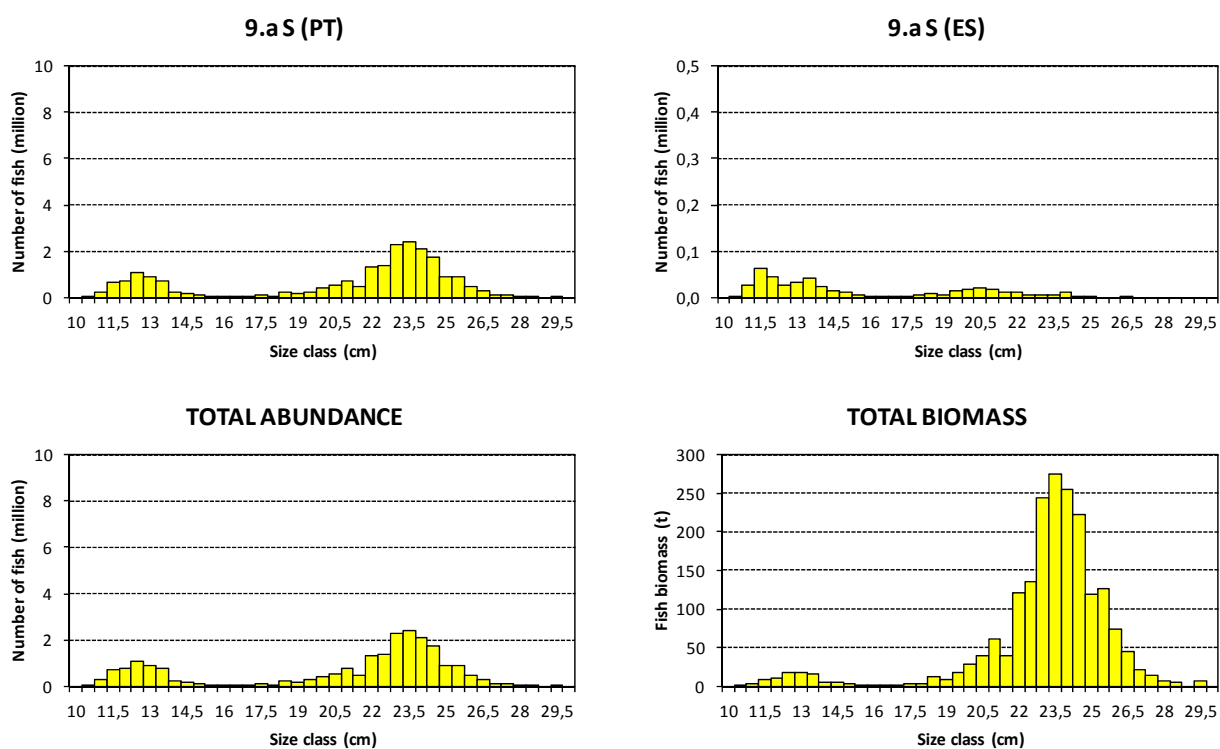 9.a S (PT)
10
8
6
4
2
0
Number of fish (million)
10 11,5 13 14,5 16 17,5 19 20,5 22 23,5 25 26,5 28 29,5
Size class (cm)
9.a S (ES)
0,5
0,4
0,3
0,2
0,1
0,0
Number of fish (million)
10 11,5 13 14,5 16 17,5 19 20,5 22 23,5 25 26,5 28 29,5
Size class (cm)
TOTAL ABUNDANCE
10
8
6
4
2
0
Number of fish (million)
10 11,5 13 14,5 16 17,5 19 20,5 22 23,5 25 26,5 28 29,5
Size class (cm)
TOTAL BIOMASS
300
250
200
150
100
50
0
Fish biomass (t)
10 11,5 13 14,5 16 17,5 19 20,5 22 23,5 25 26,5 28 29,5
Size class (cm)